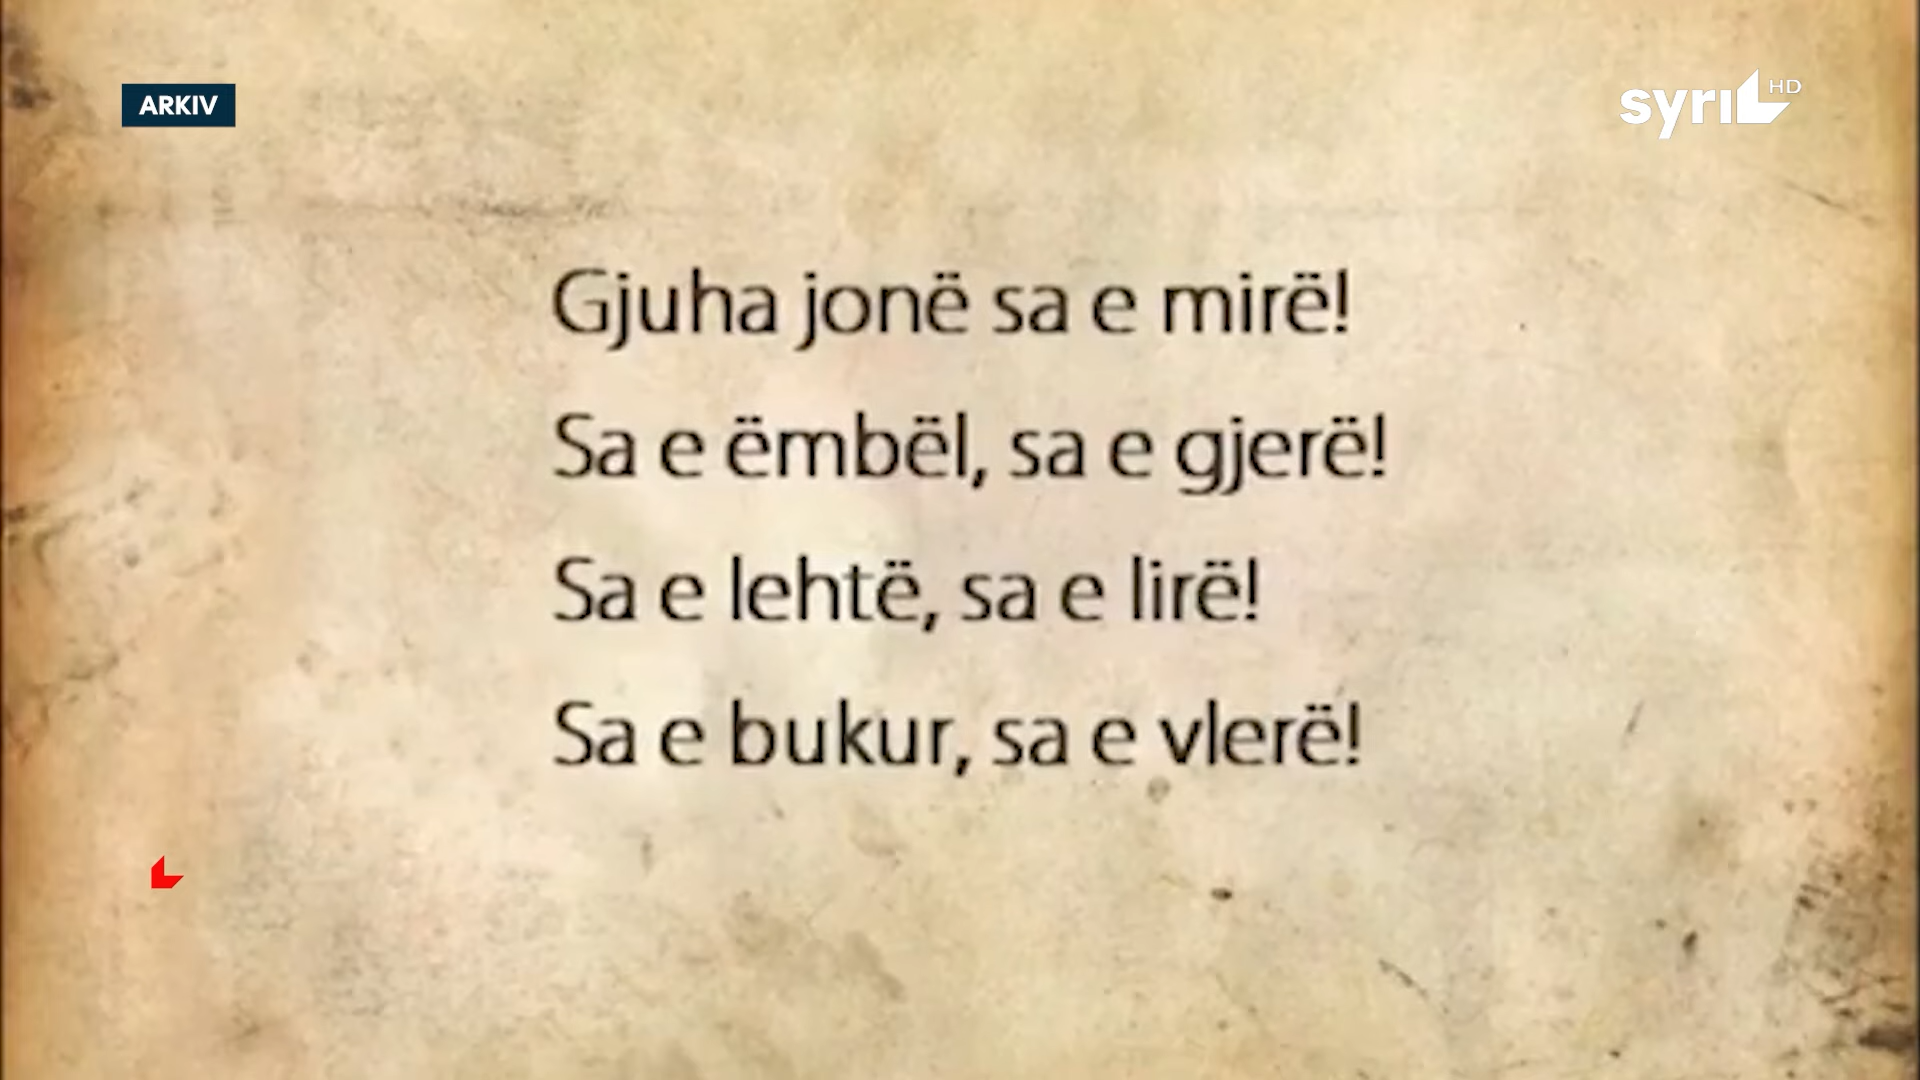 ARKIV
syri HD
Gjuha jonë sa e mirë!
Sa e ëmbël, sa e gjerë!
Sa e lehtë, sa e lirë!
Sa e bukur, sa e vlerë!